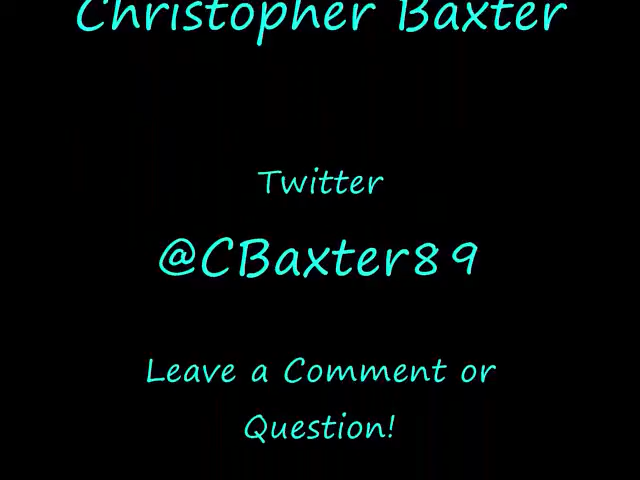 Christopher Baxter
Twitter
@CBaxter89
Leave a Comment or
Question!